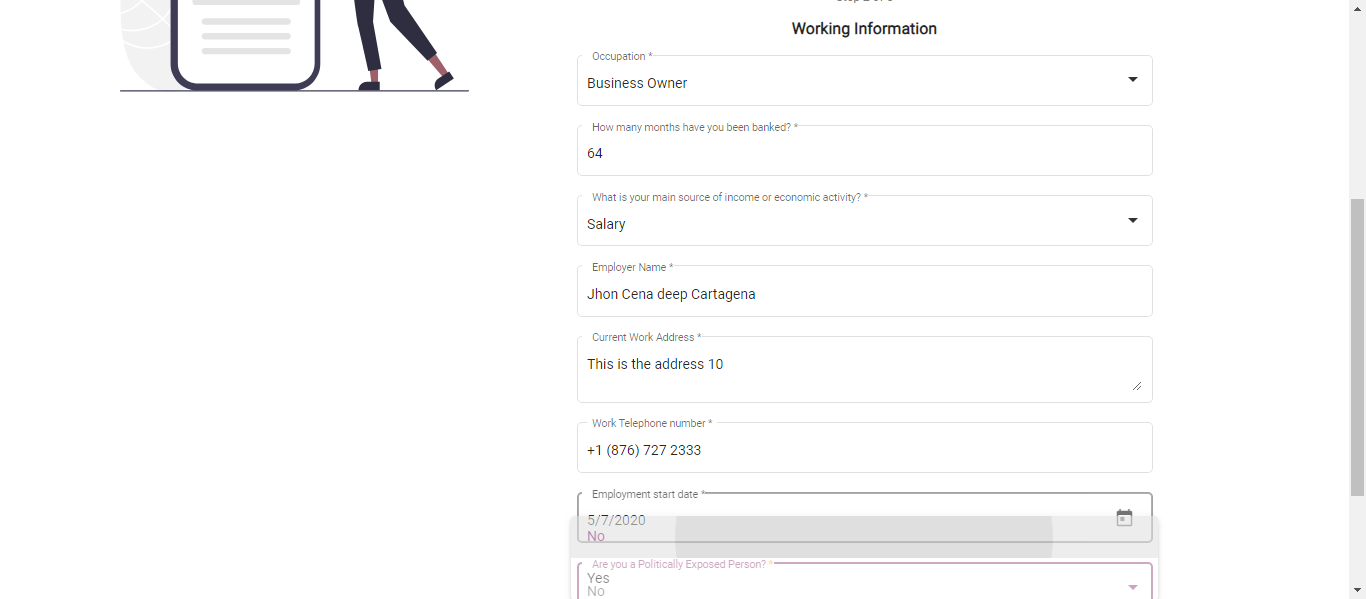 Working Information
Occupation *
Business Owner
How many months have you been banked? *
64
What is your main source of income or economic activity? *
Salary
Employer Name *
Jhon Cena deep Cartagena
Current Work Address *
This is the address 10
Work Telephone number *
+1 (876) 727 2333
Employment start date *
5/7/2020
No
Are you a Politically Exposed Person? *
Yes
No